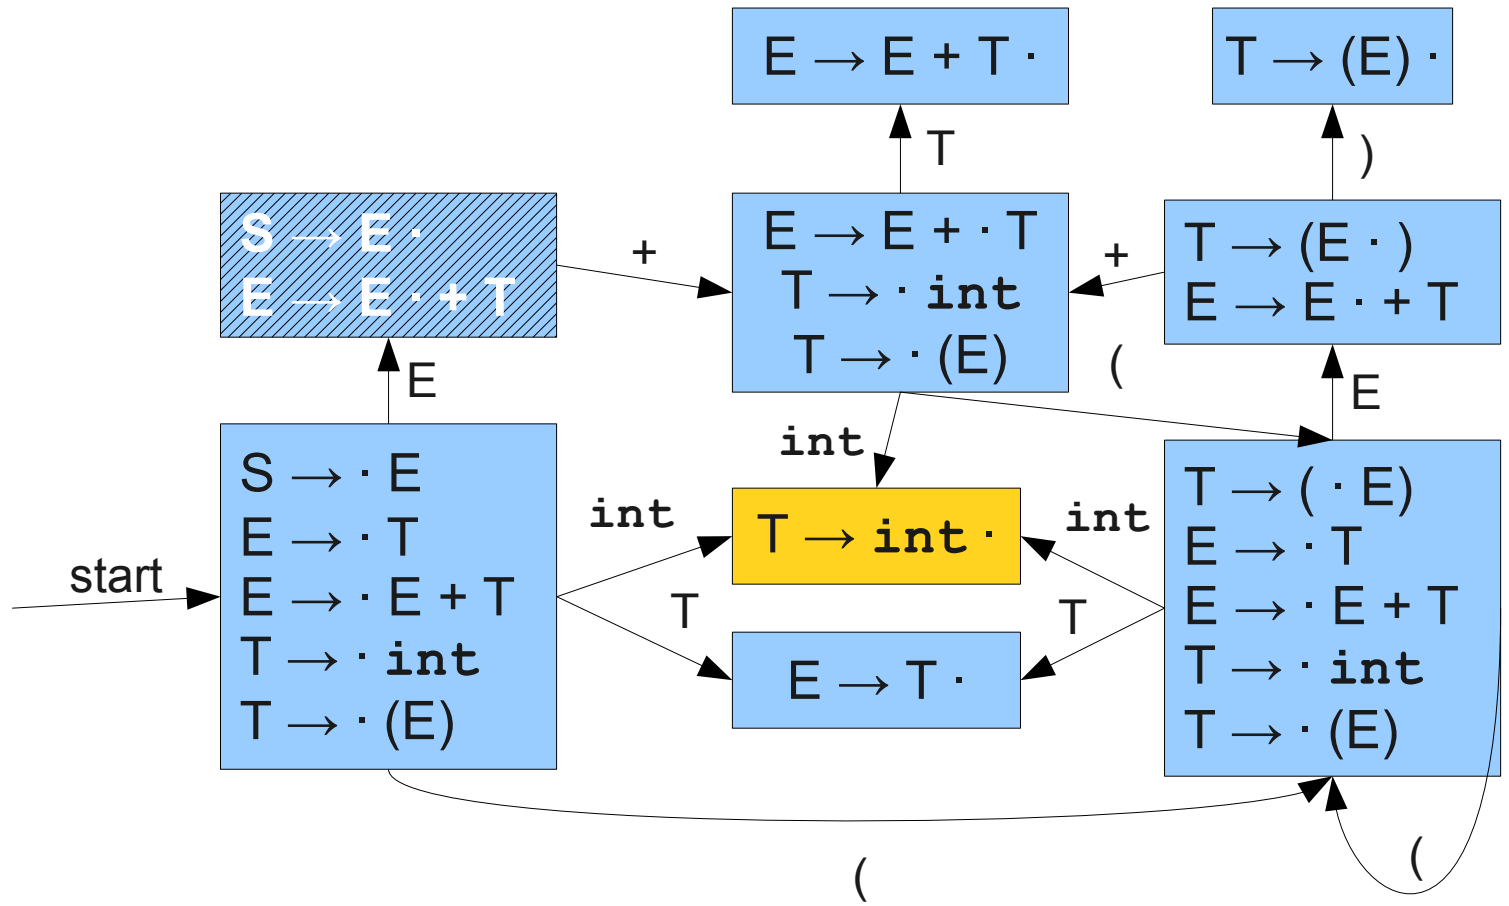 E → E + T ·
T → (E) ·
T
)
S → E ·
E → E · + T
+
E → E + · T
T → · int
T → · (E)
+
T → (E · )
E → E · + T
E
(
E
int
S → · E
E → · T
E → · E + T
T → · int
T → · (E)
start
int
T → int ·
int
T
E → T ·
T
T → ( · E)
E → · T
E → · E + T
T → · int
T → · (E)
(
(